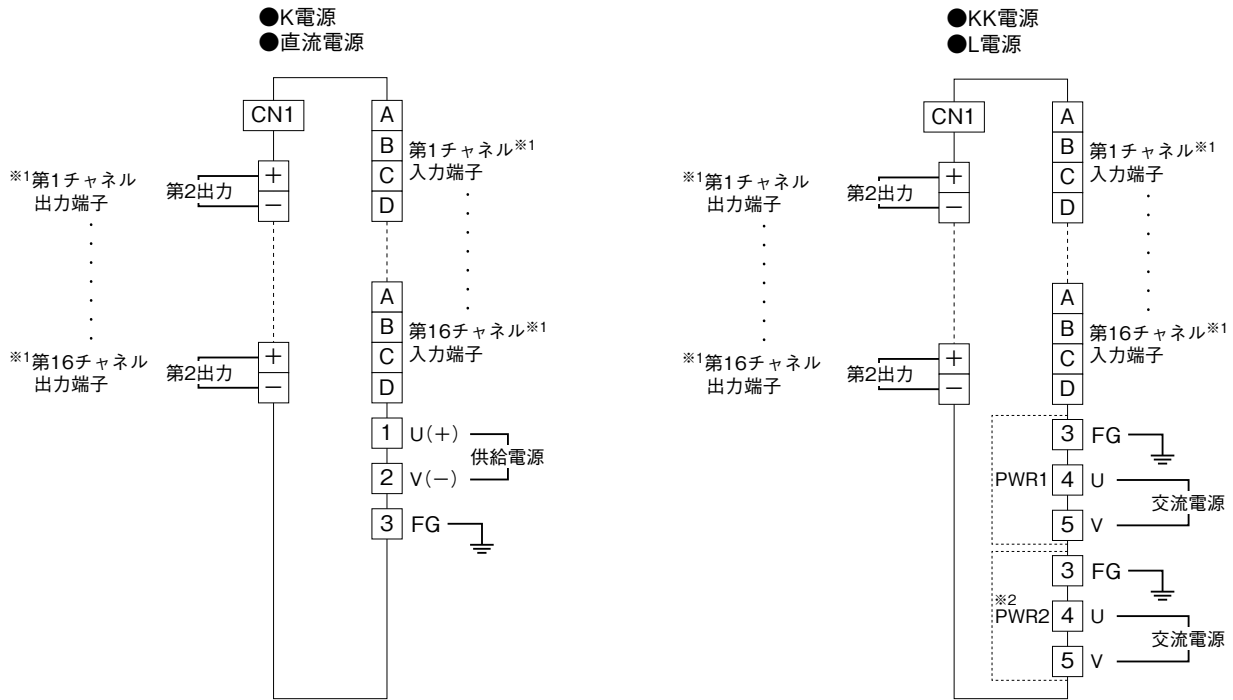 ●K電源
●直流電源
CN1
A
B
C
D
第1チャネル※1
入力端子
※1第1チャネル
出力端子
第2出力
+
−
A
B
C
D
第16チャネル※1
入力端子
※1第16チャネル
出力端子
第2出力
+
−
1 U(+)
供給電源
2 V(−)
3 FG
●KK電源
●L電源
CN1
A
B
C
D
第1チャネル※1
入力端子
※1第1チャネル
出力端子
第2出力
+
−
A
B
C
D
第16チャネル※1
入力端子
※1第16チャネル
出力端子
第2出力
+
−
3 FG
PWR1 4 U
交流電源
5 V
3 FG
※2
PWR2 4 U
交流電源
5 V